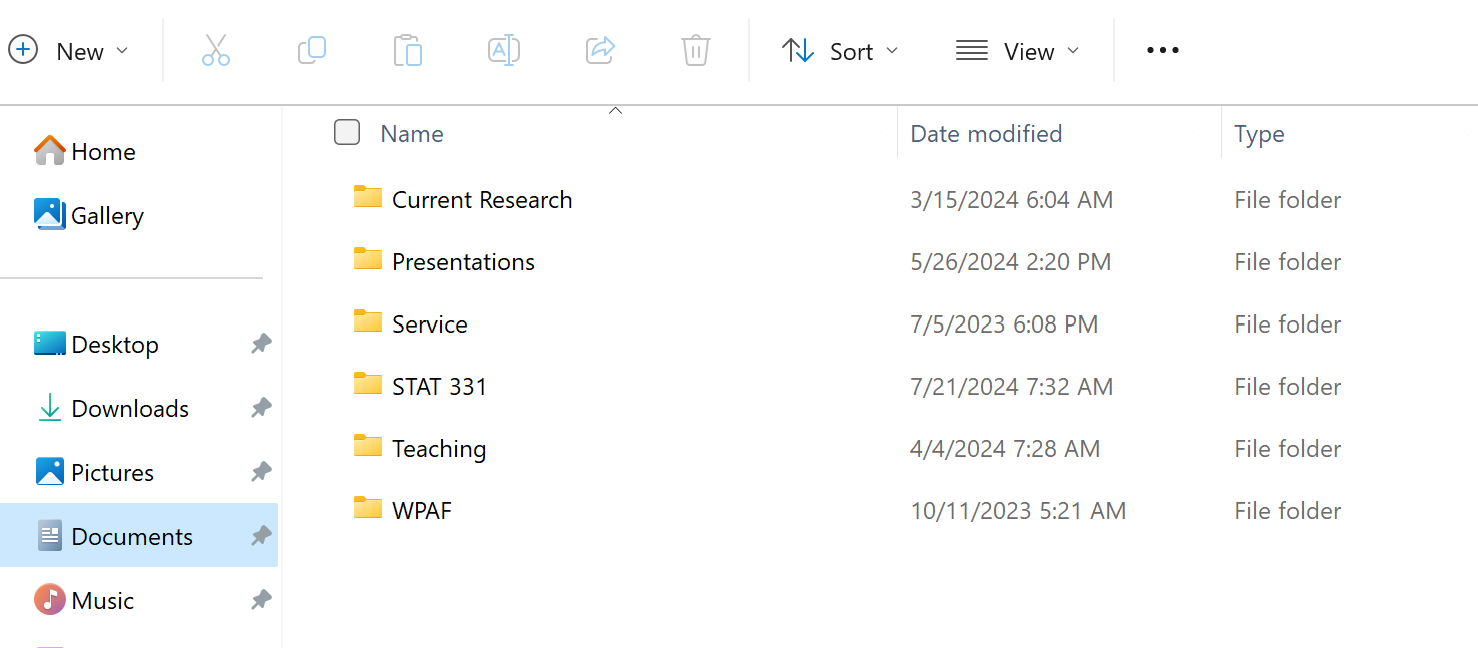 New Sort View
Name Date modified Type
Home
Gallery
Desktop
Downloads
Pictures
Documents
Music
Current Research 3/15/2024 6:04 AM File folder
Presentations 5/26/2024 2:20 PM File folder
Service 7/5/2023 6:08 PM File folder
STAT 331 7/21/2024 7:32 AM File folder
Teaching 4/4/2024 7:28 AM File folder
WPAF 10/11/2023 5:21 AM File folder